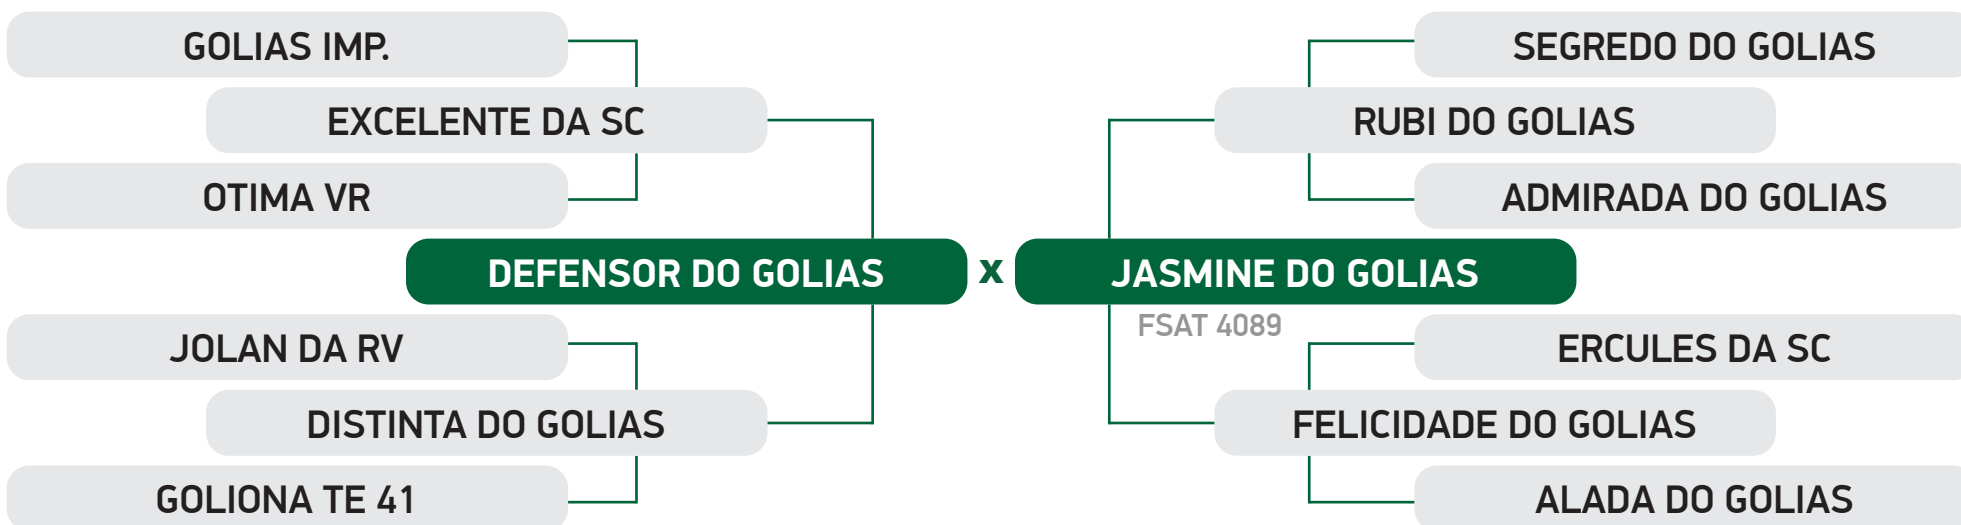 GOLIAS IMP.
SEGREDO DO GOLIAS
EXCELENTE DA SC
RUBI DO GOLIAS
OTIMA VR
ADMIRADA DO GOLIAS
DEFENSOR DO GOLIAS x JASMINE DO GOLIAS
FSAT 4089
JOLAN DA RV
ERCULES DA SC
DISTINTA DO GOLIAS
FELICIDADE DO GOLIAS
GOLIONA TE 41
ALADA DO GOLIAS